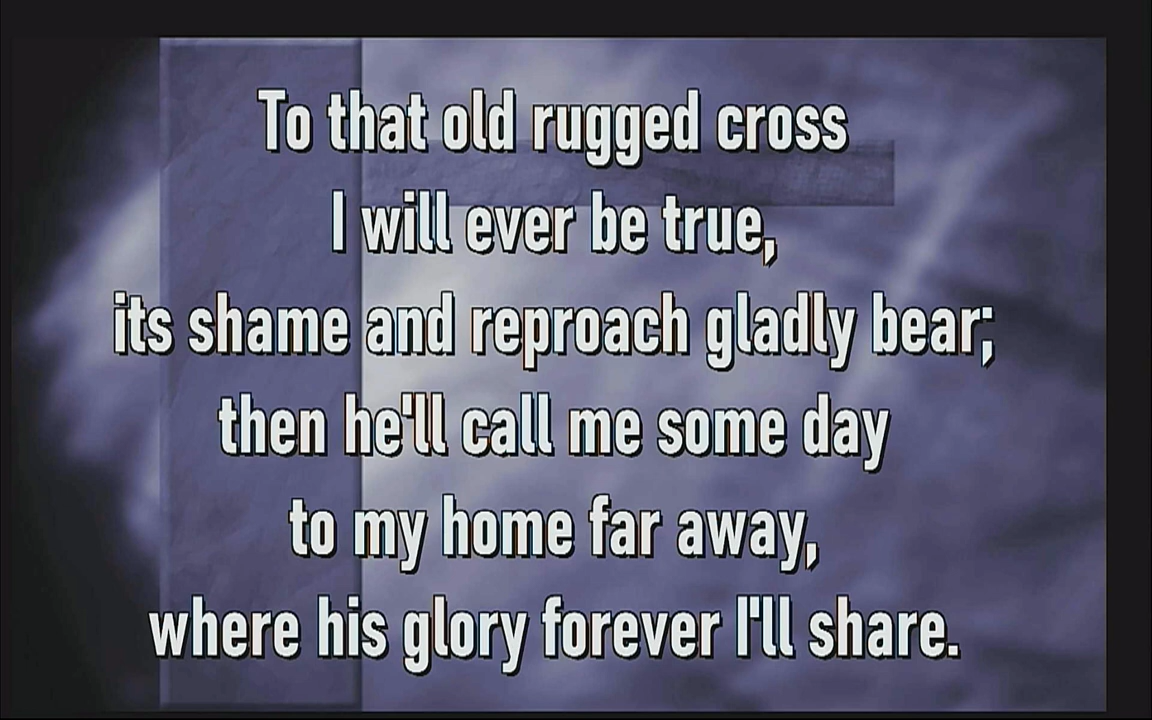 To that old rugged cross
I will ever be true,
its shame and reproach gladly bear;
then he'll call me some day
to my home far away,
where his glory forever I'll share.